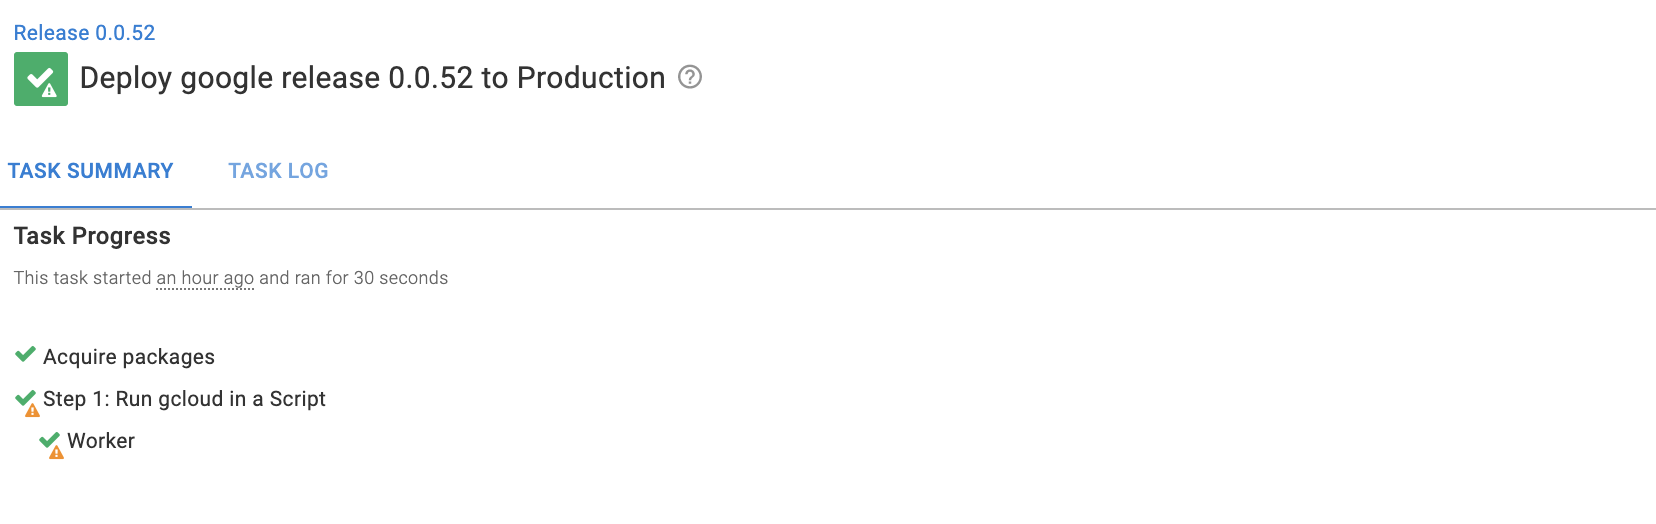 Release 0.0.52
Deploy google release 0.0.52 to Production ?
TASK SUMMARY TASK LOG
Task Progress
This task started an hour ago and ran for 30 seconds
Acquire packages
Step 1: Run gcloud in a Script
Worker